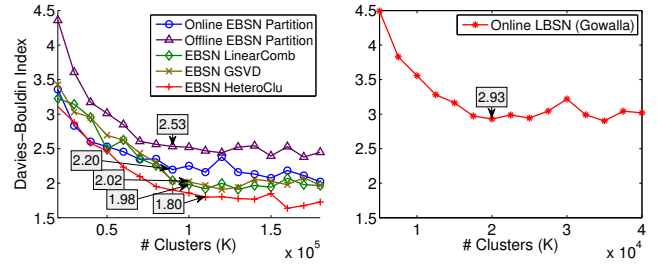 Davies−Bouldin Index
4.5
4
3.5
3
2.5
2
1.5
0.5
1
1.5
# Clusters (K)
x 10^5
Online EBSN Partition
Offline EBSN Partition
EBSN LinearComb
EBSN GSVD
EBSN HeteroClu
2.53
2.20
2.02
1.98
1.80
4.5
4
3.5
3
2.5
2
1.5
1
2
3
4
# Clusters (K)
x 10^4
Online LBSN (Gowalla)
2.93